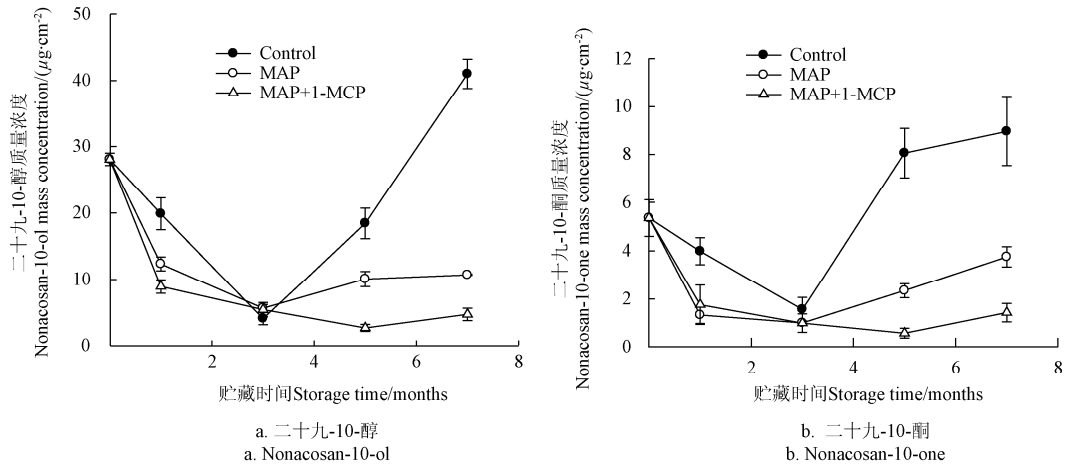 50
40
30
20
10
0
2
4
6
8
二十九-10-醇质量浓度
Nonacosan-10-ol mass concentration/(μg·cm-2)
Control
MAP
MAP+1-MCP
贮藏时间Storage time/months
a. 二十九-10-醇
a. Nonacosan-10-ol
12
10
8
6
4
2
0
2
4
6
8
二十九-10-酮质量浓度
Nonacosan-10-one mass concentration/(μg·cm-2)
Control
MAP
MAP+1-MCP
贮藏时间Storage time/months
b. 二十九-10-酮
b. Nonacosan-10-one